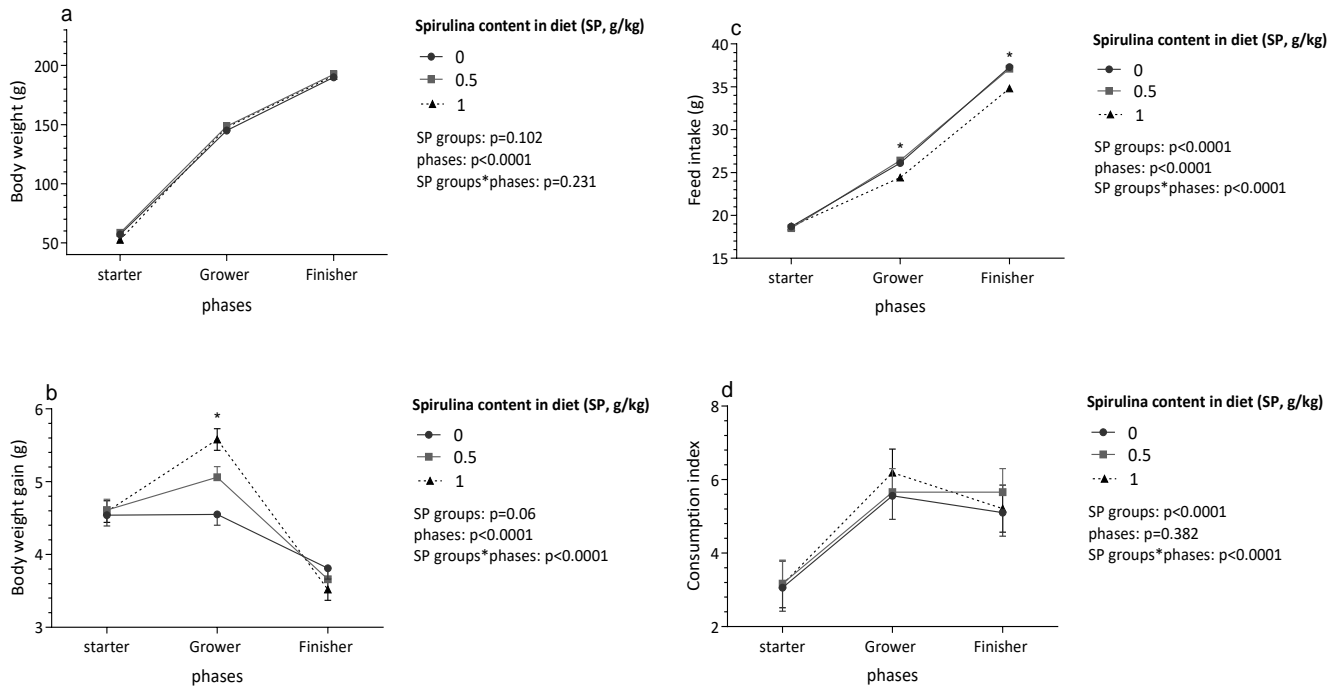 a
Body weight (g)
200
150
100
50
starter
Grower
Finisher
phases
Spirulina content in diet (SP, g/kg)
0
0.5
1
SP groups: p=0.102
phases: p<0.0001
SP groups*phases: p=0.231
c
Feed intake (g)
40
36
33
29
25
20
18
15
*
*
starter
Grower
Finisher
phases
Spirulina content in diet (SP, g/kg)
0
0.5
1
SP groups: p<0.0001
phases: p<0.0001
SP groups*phases: p<0.0001
b
Body weight gain (g)
6
5
4
3
*
starter
Grower
Finisher
phases
Spirulina content in diet (SP, g/kg)
0
0.5
1
SP groups: p=0.06
phases: p<0.0001
SP groups*phases: p<0.0001
d
Consumption index
8
6
4
2
starter
Grower
Finisher
phases
Spirulina content in diet (SP, g/kg)
0
0.5
1
SP groups: p<0.0001
phases: p=0.382
SP groups*phases: p<0.0001